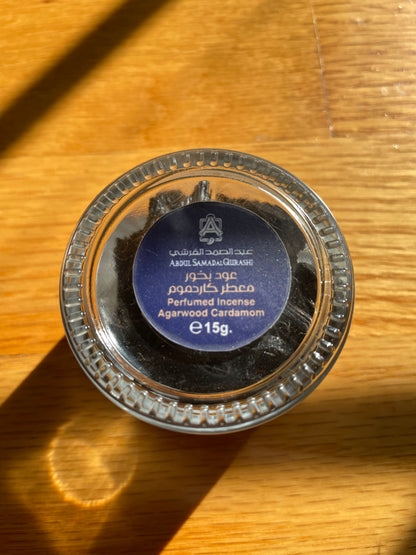 عبد الصمد القرشي
ABDUL SAMAD AL QURASHI
عود بخور
معطر كاردموم
Perfumed Incense
Agarwood Cardamom
℮15g.